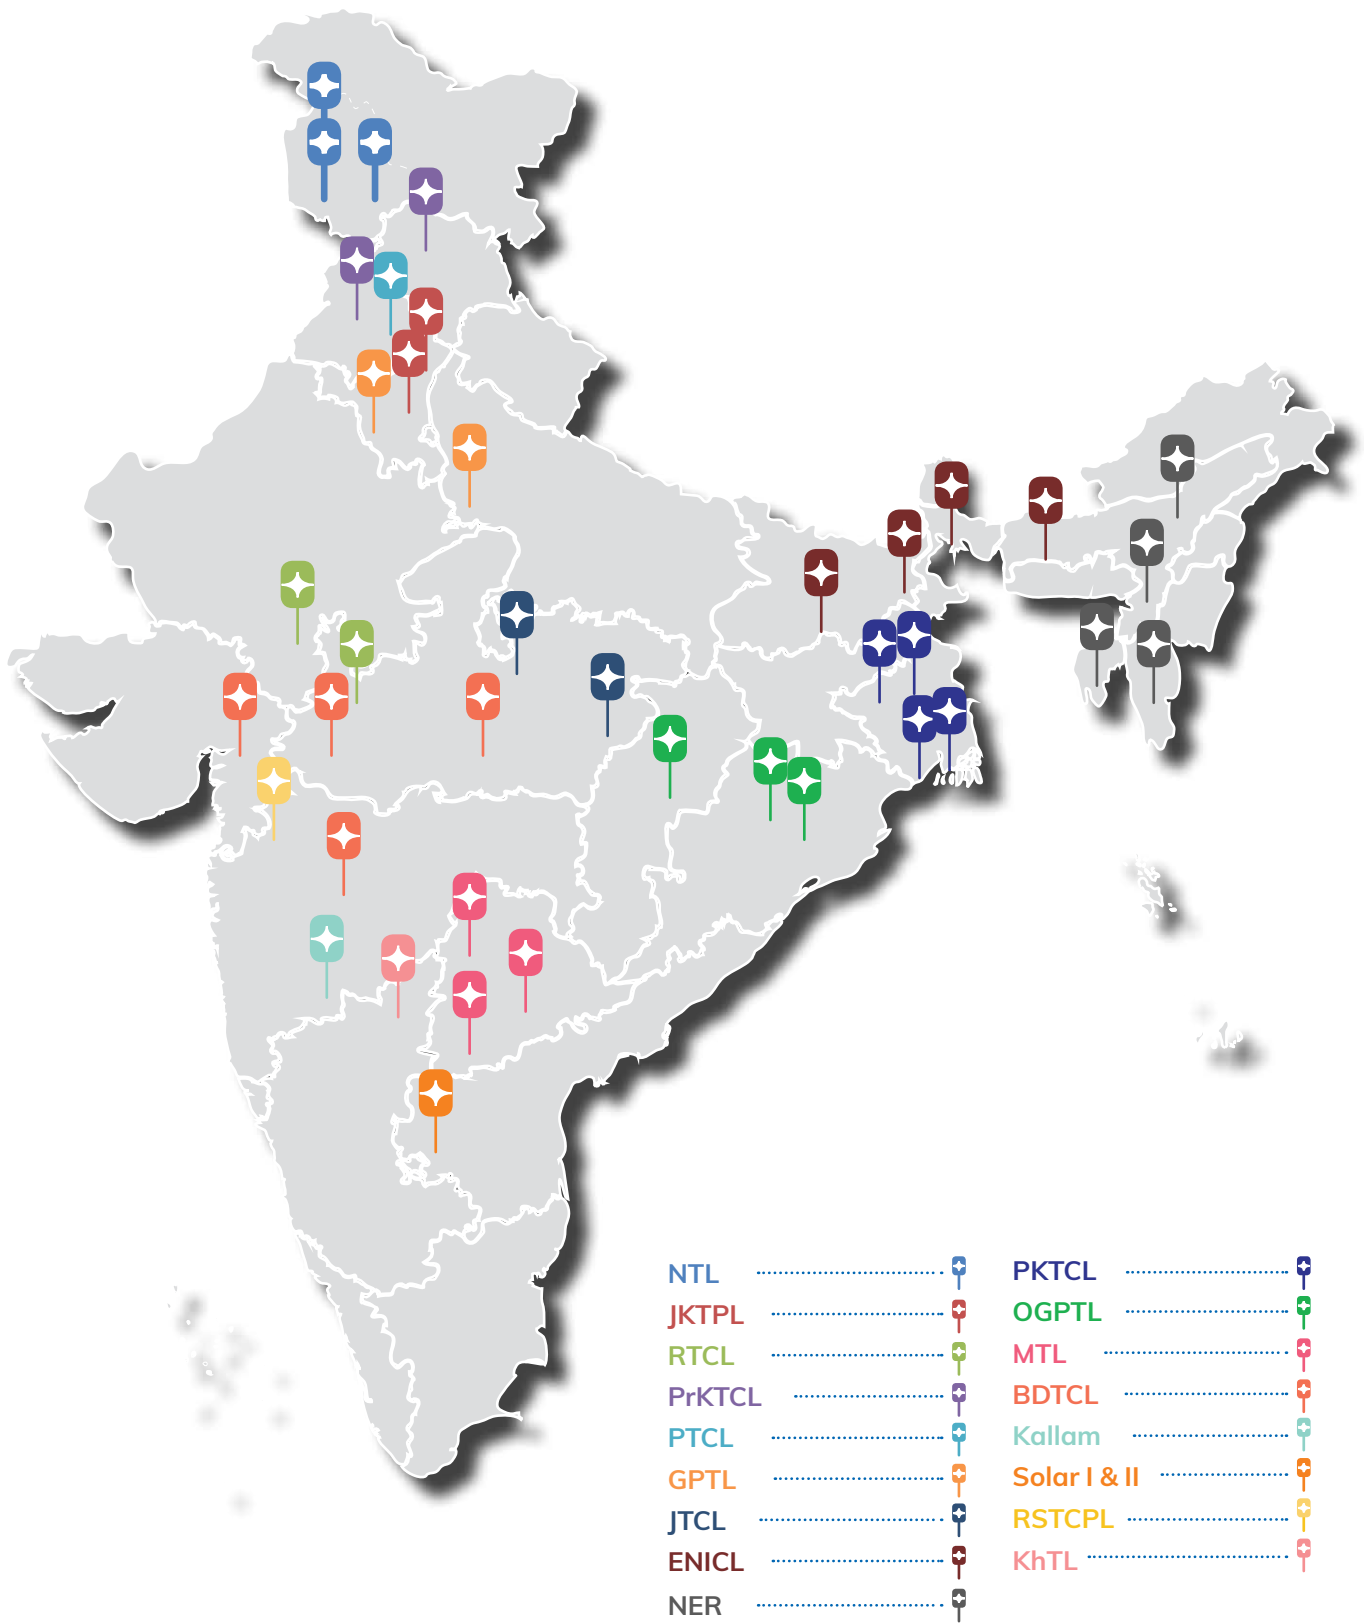 NTL
JKTPL
RTCL
PrKTCL
PTCL
GPTL
JTCL
ENICL
NER
PKTCL
OGPTL
MTL
BDTCL
Kallam
Solar I & II
RSTCPL
KhTL